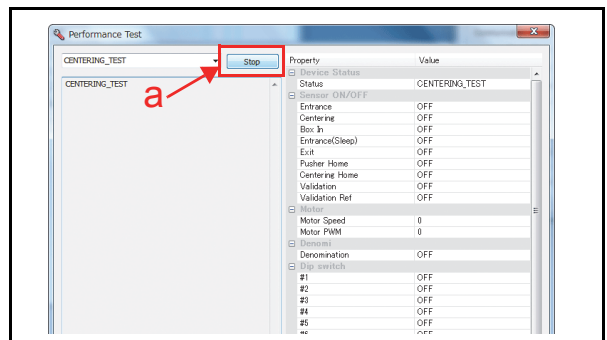 Performance Test
CENTERING_TEST Stop
CENTERING_TEST
a
Property Value
Device Status
Status CENTERING_TEST
Sensor ON/OFF
Entrance OFF
Centering OFF
Box In OFF
Entrance(Sleep) OFF
Exit OFF
Pusher Home OFF
Centering Home OFF
Validation OFF
Validation Ref OFF
Motor
Motor Speed 0
Motor PWM 0
Denomi
Denomination OFF
Dip switch
#1 OFF
#2 OFF
#3 OFF
#4 OFF
#5 OFF
#6 OFF